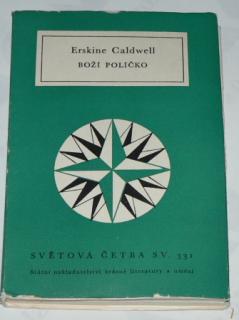 Erskine Caldwell
BOŽÍ POLÍČKO
SVĚTOVÁ ČETBA SV. 331
Státní nakladatelství krásné literatury a umění